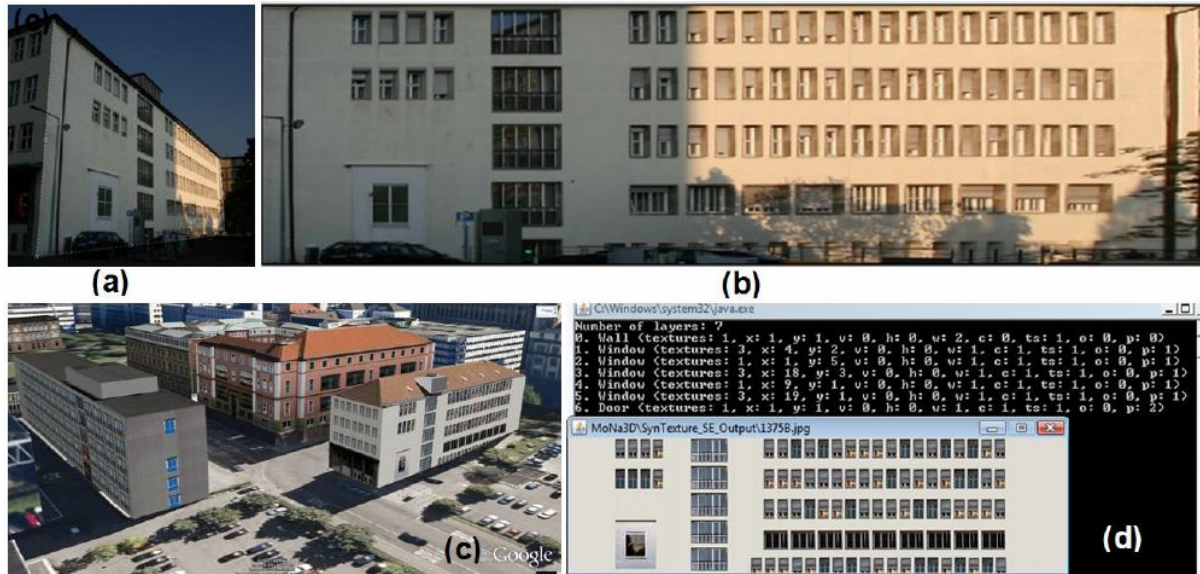 (a)
(b)
C:\Windows\system32\java.exe
Number of layers: 7
0. Wall (textures: 1, x: 1, y: 1, v: 0, h: 0, w: 2, c: 0, ts: 1, o: 0, p: 0)
1. Window (textures: 3, x: 4, y: 2, v: 0, h: 0, w: 1, c: 1, ts: 1, o: 0, p: 1)
2. Window (textures: 1, x: 1, y: 5, v: 0, h: 0, w: 1, c: 1, ts: 1, o: 0, p: 1)
3. Window (textures: 3, x: 18, y: 3, v: 0, h: 0, w: 1, c: 1, ts: 1, o: 0, p: 1)
4. Window (textures: 1, x: 9, y: 1, v: 0, h: 0, w: 1, c: 1, ts: 1, o: 0, p: 1)
5. Window (textures: 3, x: 19, y: 1, v: 0, h: 0, w: 1, c: 1, ts: 1, o: 0, p: 1)
6. Door (textures: 1, x: 1, y: 1, v: 0, h: 0, w: 1, c: 1, ts: 1, o: 0, p: 2)
MoNa3D\SynTexture_SE_Output\1375B.jpg
(c) Google
(d)